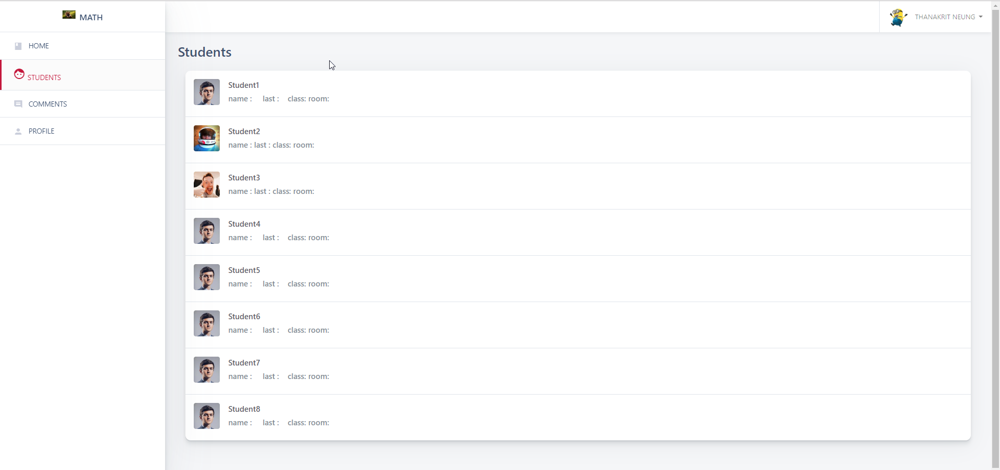 MATH
THANAKRIT NEUNG
HOME
STUDENTS
COMMENTS
PROFILE
Students
Student1
name : last : class: room:
Student2
name : last : class: room:
Student3
name : last : class: room:
Student4
name : last : class: room:
Student5
name : last : class: room:
Student6
name : last : class: room:
Student7
name : last : class: room:
Student8
name : last : class: room: